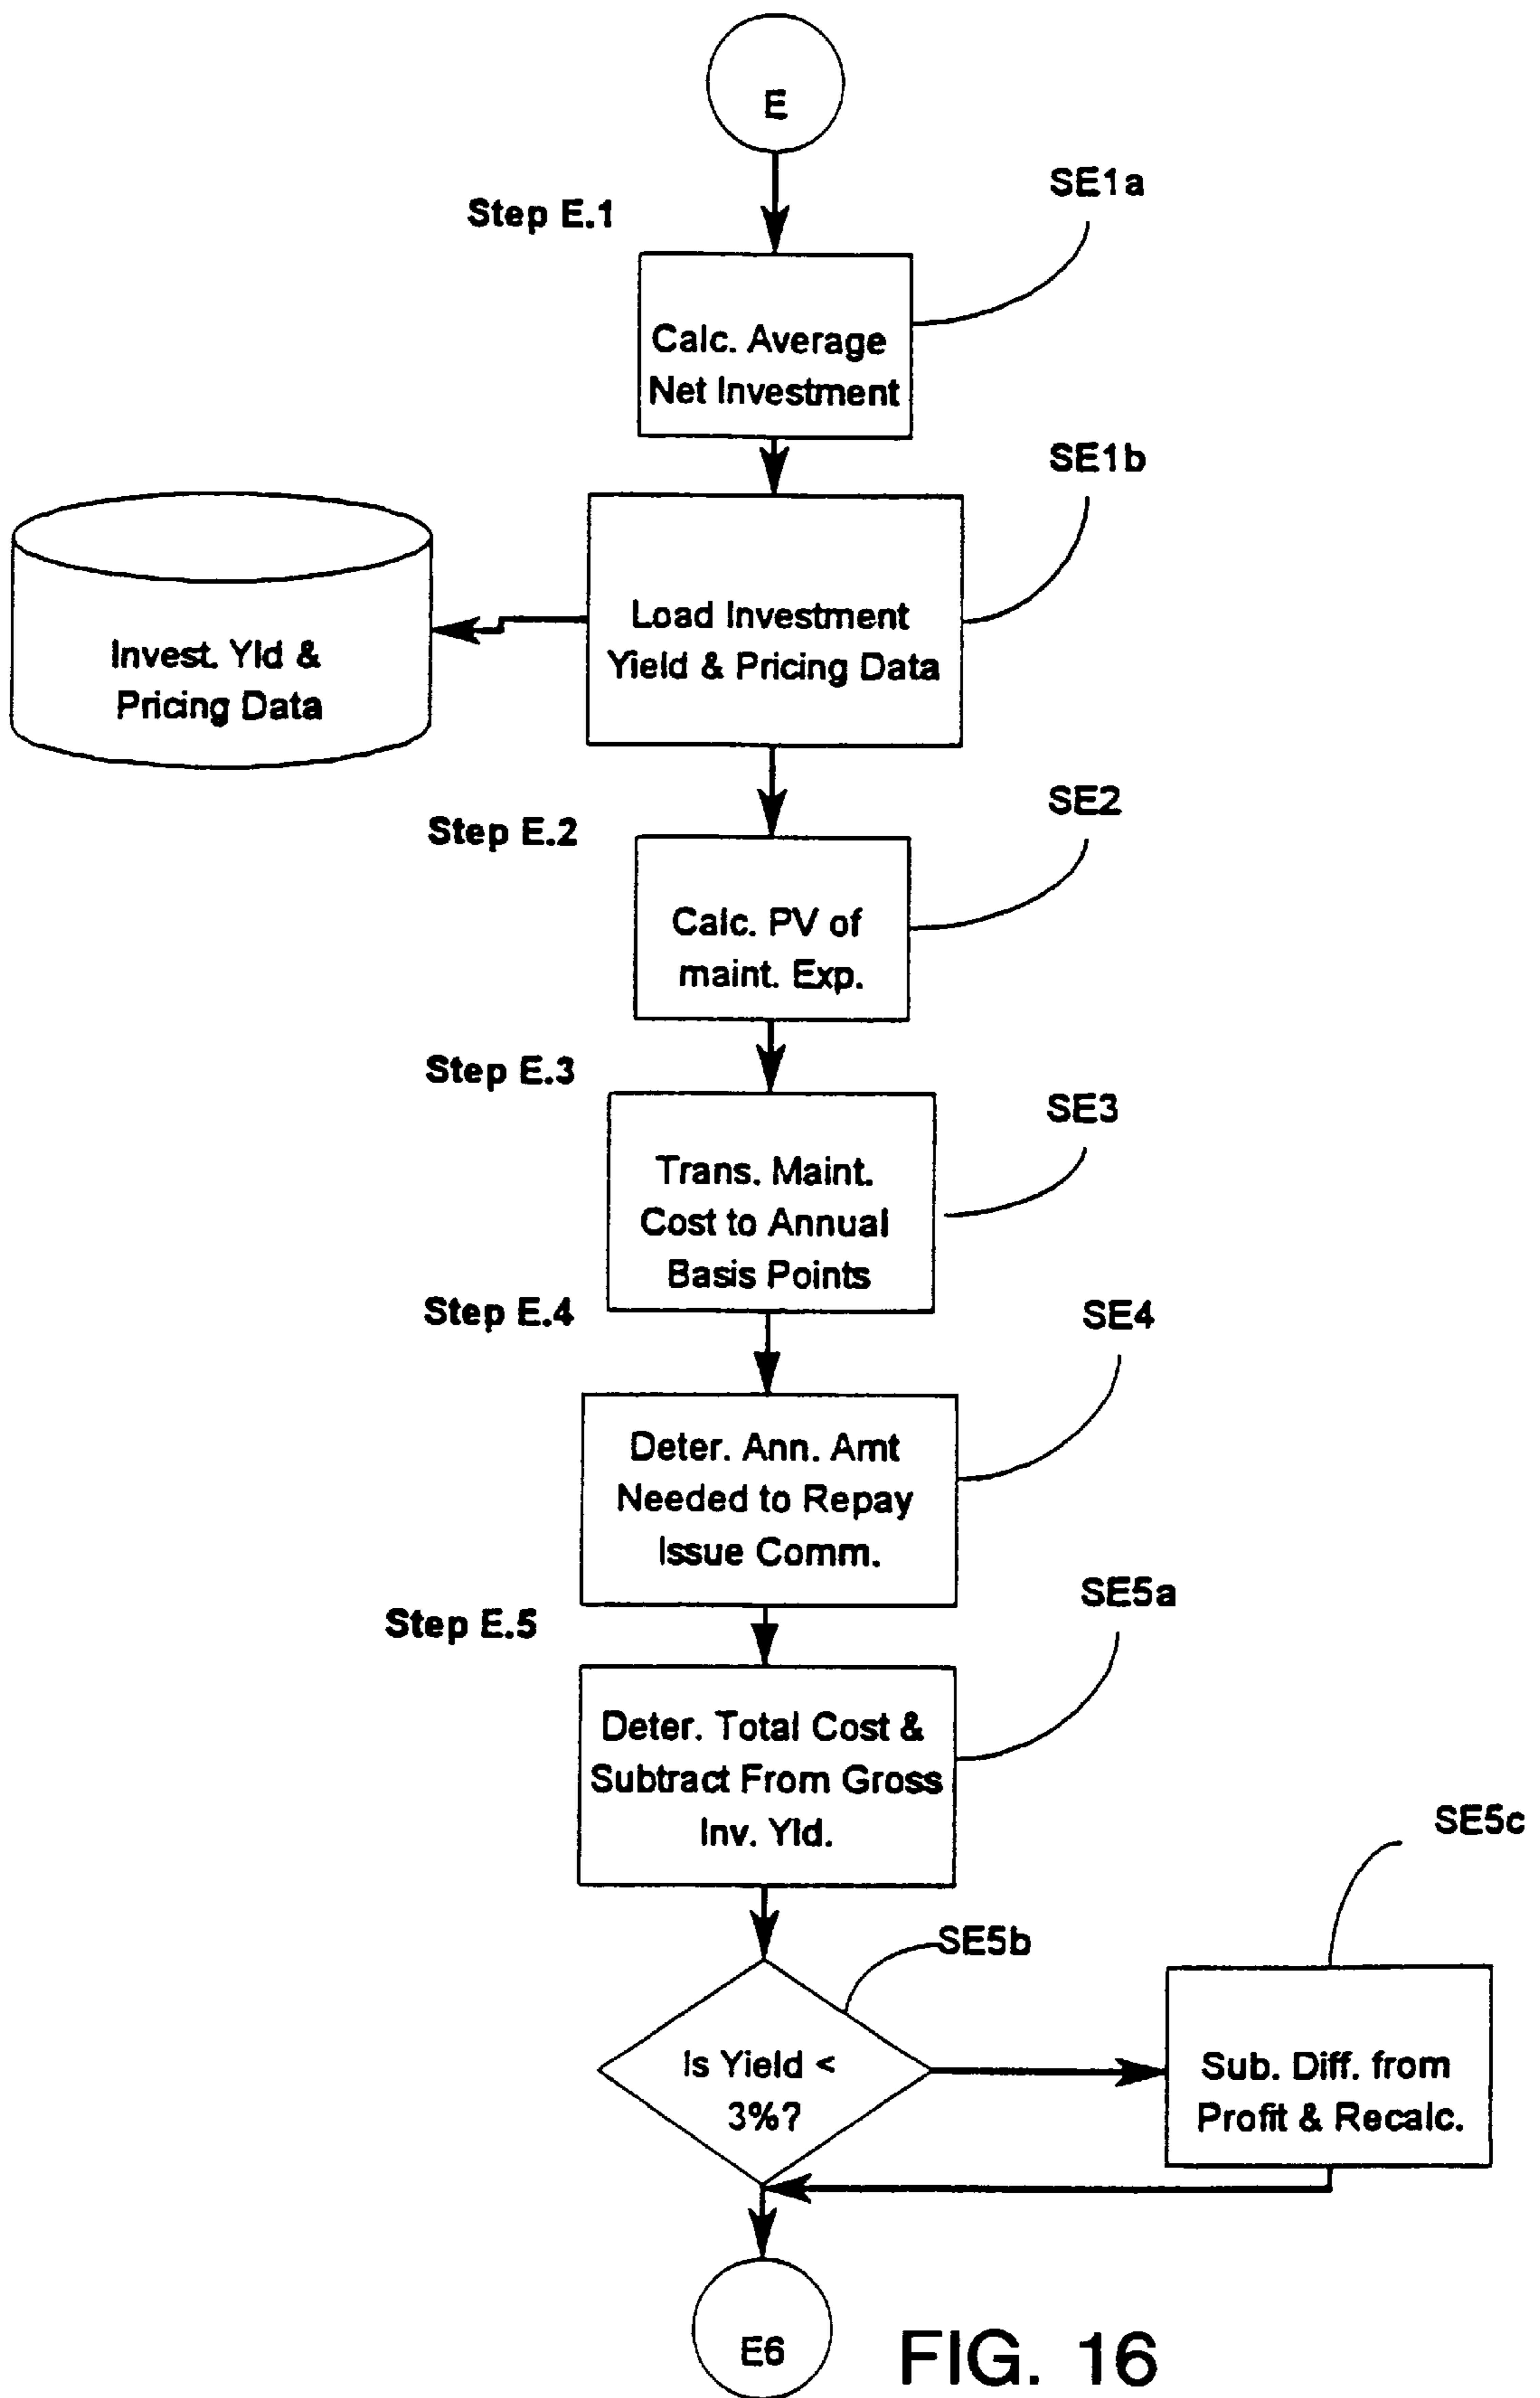 E
Step E.1
SE1a
Calc. Average
Net Investment
SE1b
Invest. Yld &
Pricing Data
Load Investment
Yield & Pricing Data
Step E.2
SE2
Calc. PV of
maint. Exp.
Step E.3
SE3
Trans. Maint.
Cost to Annual
Basis Points
Step E.4
SE4
Deter. Ann. Amt
Needed to Repay
Issue Comm.
Step E.5
SE5a
Deter. Total Cost &
Subtract From Gross
Inv. Yld.
SE5c
SE5b
Is Yield <
3%?
Sub. Diff. from
Profit & Recalc.
E6
FIG. 16